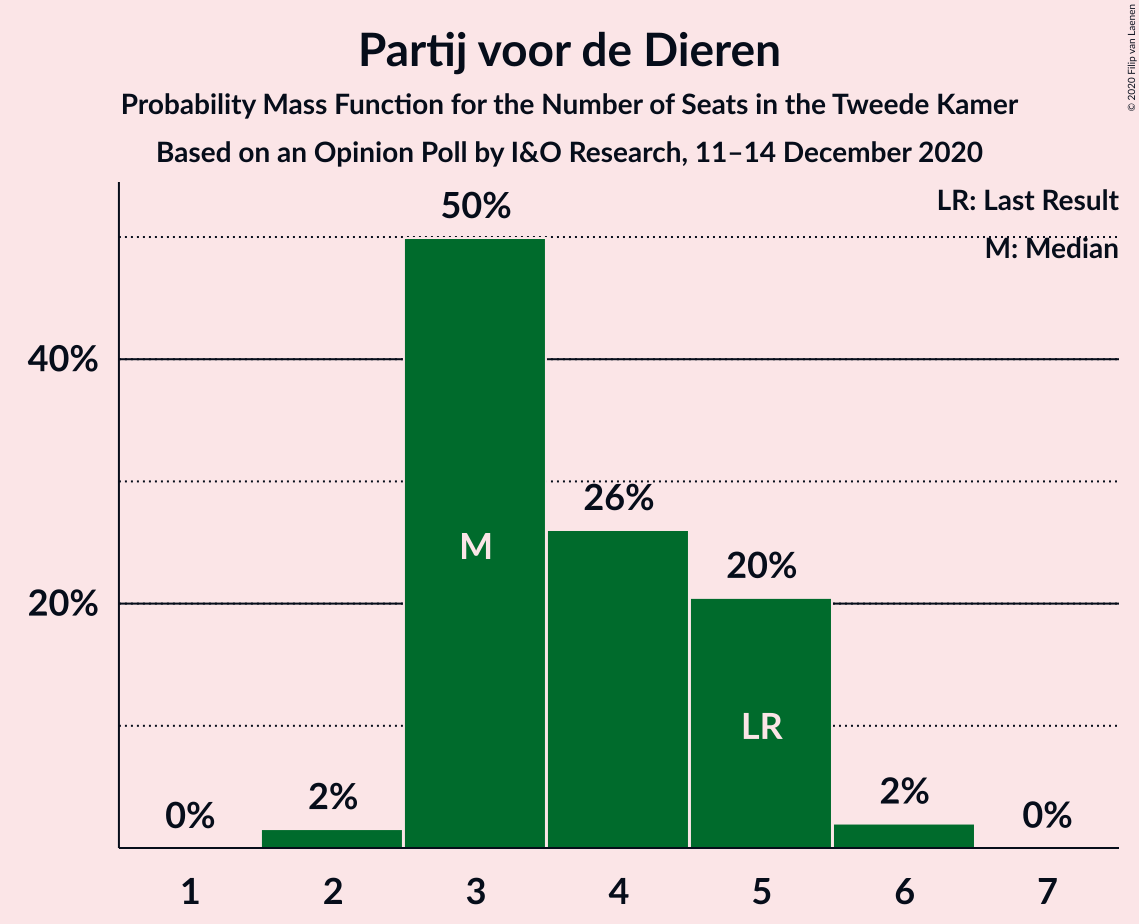 Partij voor de Dieren
Probability Mass Function for the Number of Seats in the Tweede Kamer
Based on an Opinion Poll by I&O Research, 11–14 December 2020
© 2020 Filip van Laenen
LR: Last Result
M: Median
50%
40%
26%
M
20%
20%
LR
0%
2%
2%
0%
1 2 3 4 5 6 7